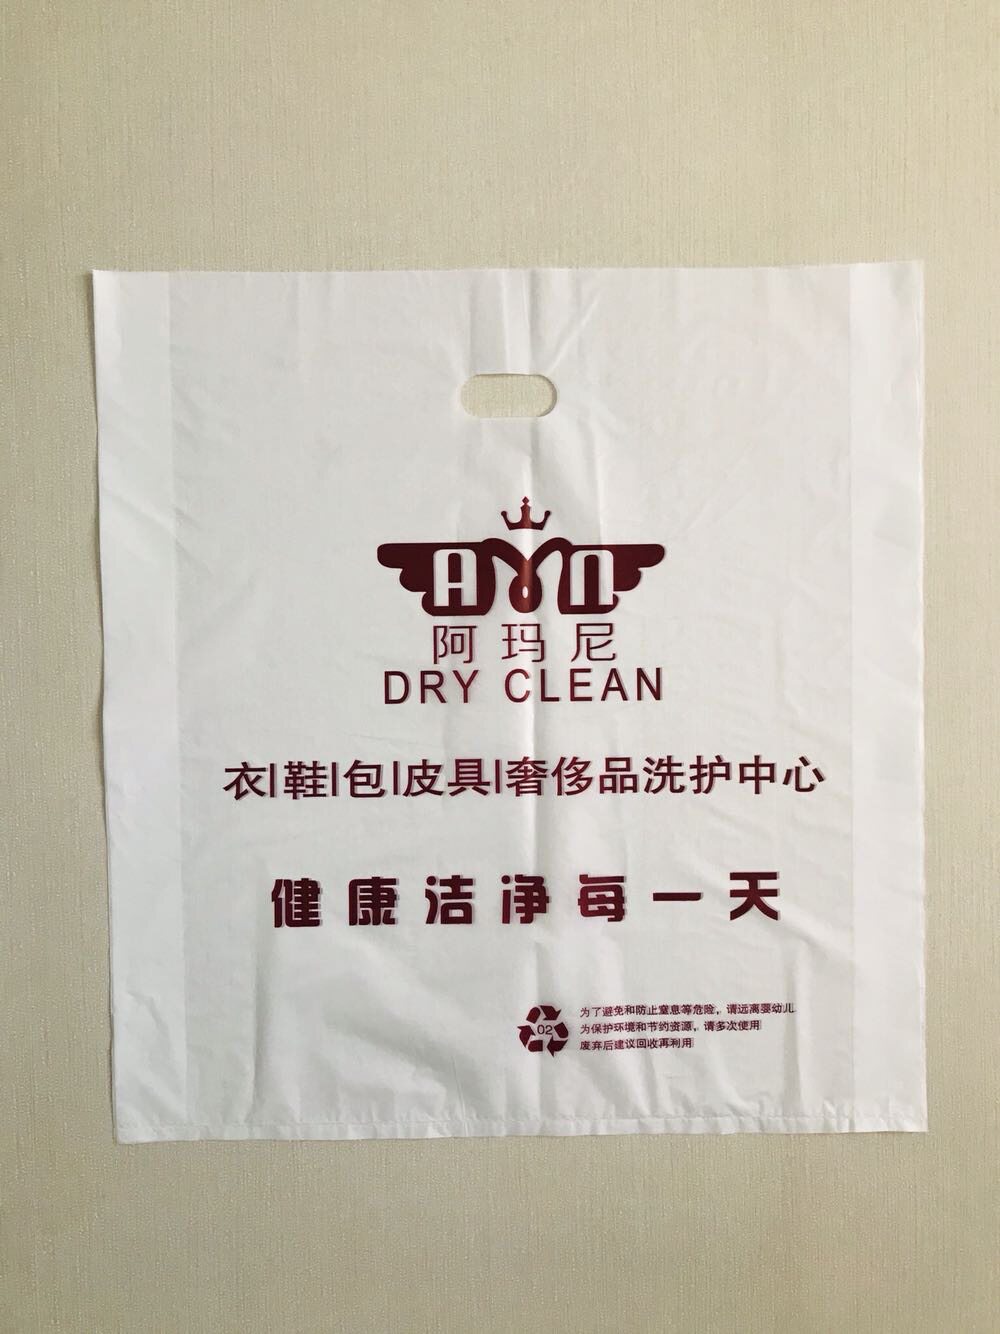 AMN
阿玛尼
DRY CLEAN
衣|鞋|包|皮具|奢侈品洗护中心
健康洁净每一天
02
为了避免和防止窒息等危险，请远离婴幼儿
为保护环境和节约资源，请多次使用
废弃后建议回收再利用